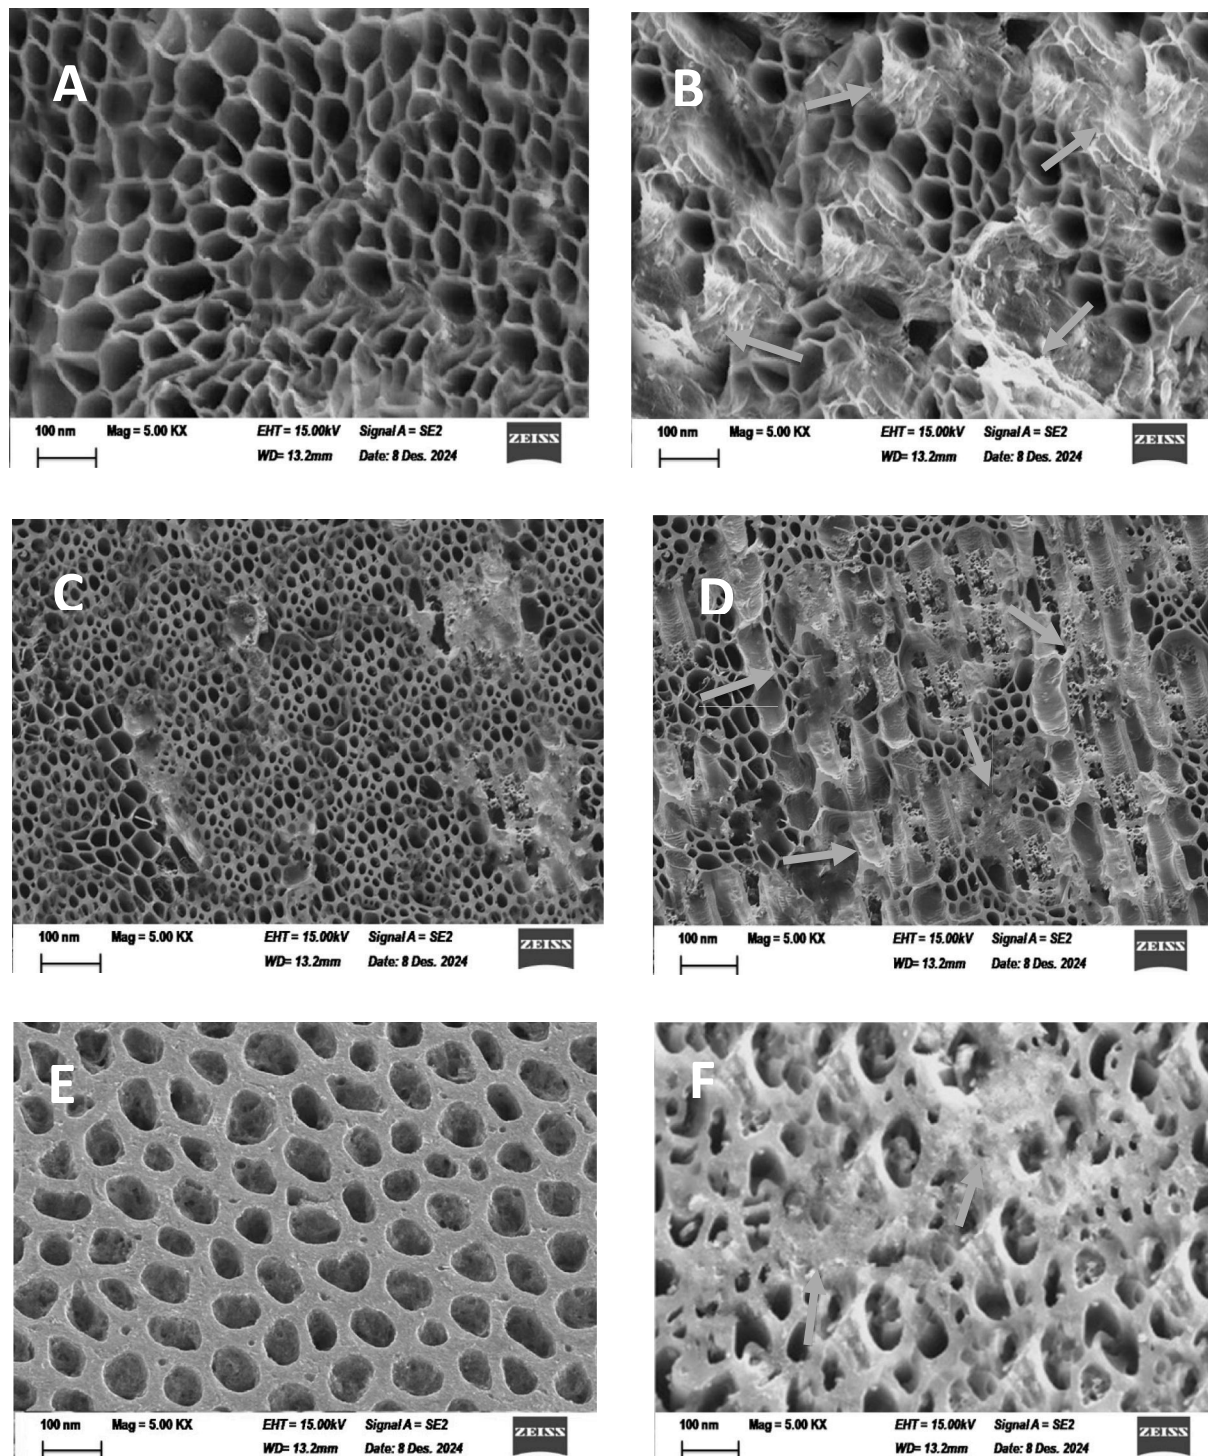 A
B
100 nm Mag = 5.00 KX EHT = 15.00kV Signal A = SE2 ZEISS
WD= 13.2mm Date: 8 Des. 2024
100 nm Mag = 5.00 KX EHT = 15.00kV Signal A = SE2 ZEISS
WD= 13.2mm Date: 8 Des. 2024
C
D
100 nm Mag = 5.00 KX EHT = 15.00kV Signal A = SE2 ZEISS
WD= 13.2mm Date: 8 Des. 2024
100 nm Mag = 5.00 KX EHT = 15.00kV Signal A = SE2 ZEISS
WD= 13.2mm Date: 8 Des. 2024
E
F
100 nm Mag = 5.00 KX EHT = 15.00kV Signal A = SE2 ZEISS
WD= 13.2mm Date: 8 Des. 2024
100 nm Mag = 5.00 KX EHT = 15.00kV Signal A = SE2 ZEISS
WD= 13.2mm Date: 8 Des. 2024